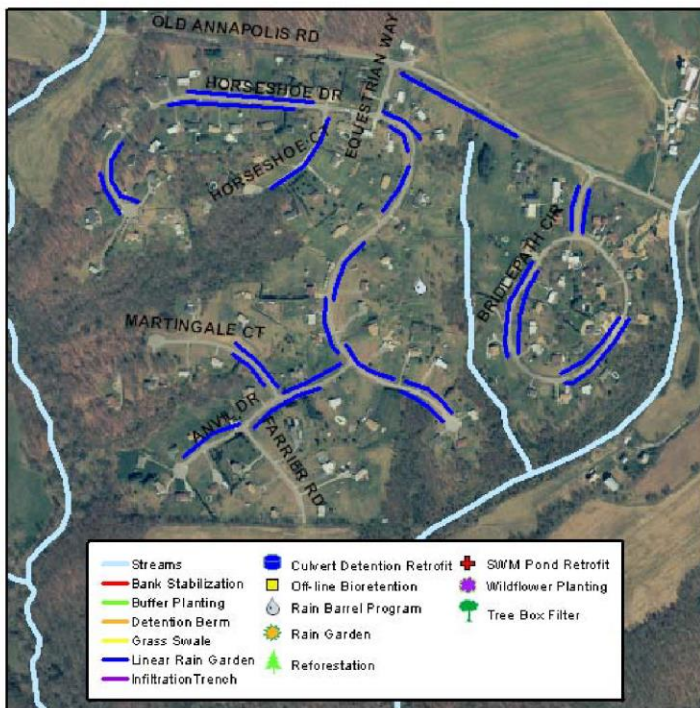 OLD ANNAPOLIS RD
EQUESTRIAN WAY
HORSESHOE DR
HORSESHOE CT
BRIDLEPATH CIR
MARTINGALE CT
ANVIL DR
FARRIER RD
Streams
Bank Stabilization
Buffer Planting
Detention Berm
Grass Swale
Linear Rain Garden
Infiltration Trench
Culvert Detention Retrofit
Off-line Bioretention
Rain Barrel Program
Rain Garden
Reforestation
SWM Pond Retrofit
Wildflower Planting
Tree Box Filter